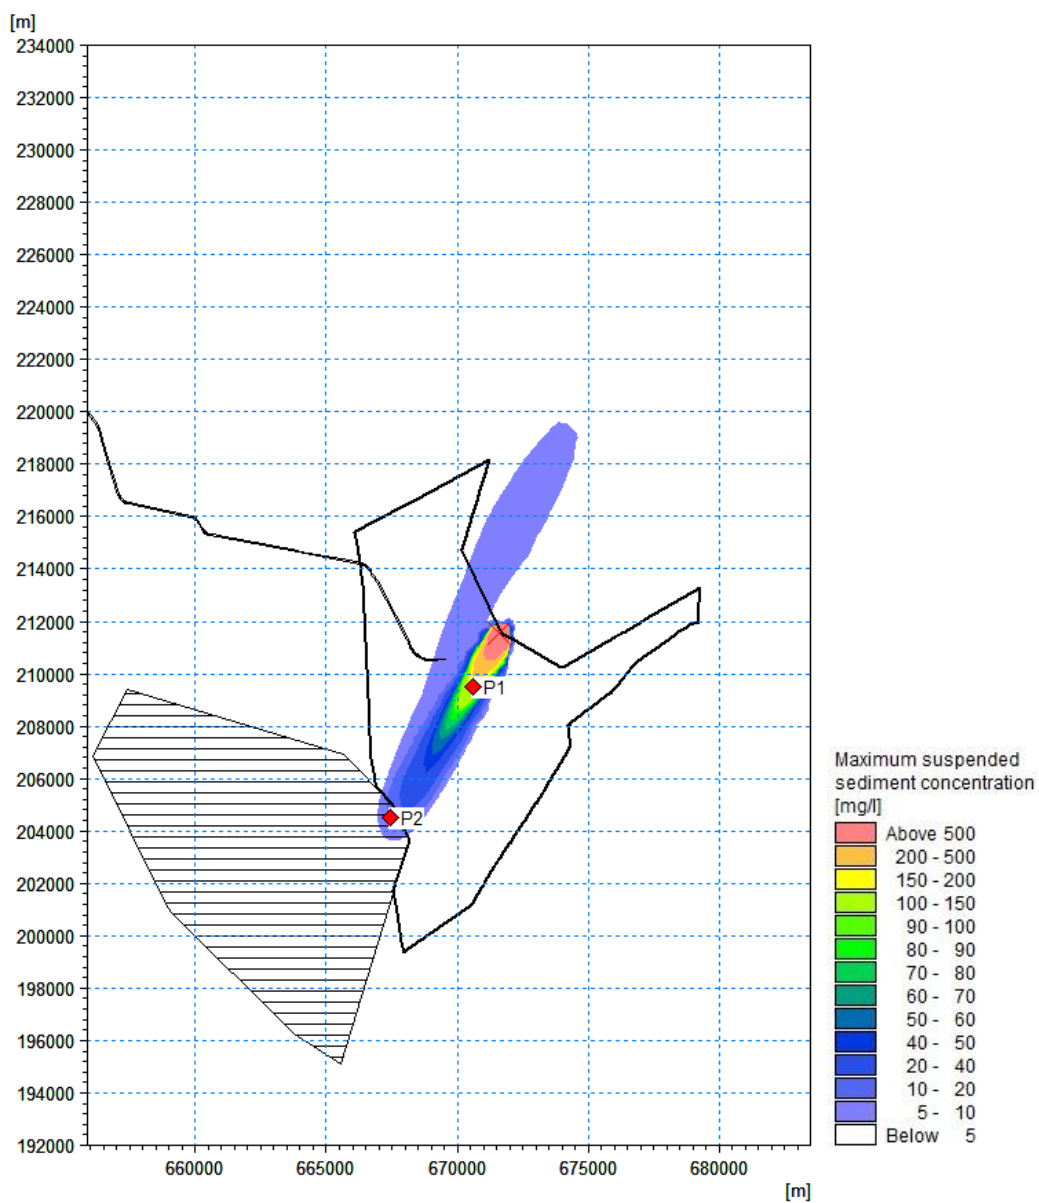 [m]
234000
232000
230000
228000
226000
224000
222000
220000
218000
216000
214000
212000
210000
208000
206000
204000
202000
200000
198000
196000
194000
192000
P1
P2
660000 665000 670000 675000 680000
[m]
Maximum suspended
sediment concentration
[mg/l]
Above 500
200 - 500
150 - 200
100 - 150
90 - 100
80 - 90
70 - 80
60 - 70
50 - 60
40 - 50
20 - 40
10 - 20
5 - 10
Below 5